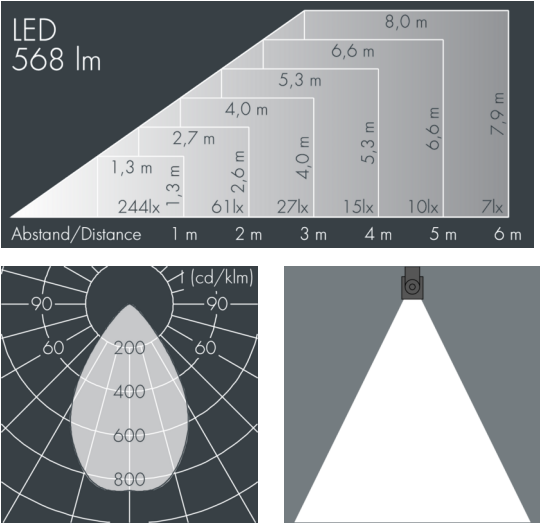 LED
568 lm
8,0 m
6,6 m
5,3 m
4,0 m
2,7 m
1,3 m
1,3 m
2,6 m
4,0 m
5,3 m
6,6 m
7,9 m
244lx 61lx 27lx 15lx 10lx 7lx
Abstand/Distance 1 m 2 m 3 m 4 m 5 m 6 m
I (cd/klm)
90 90
60 60
200
400
600
800